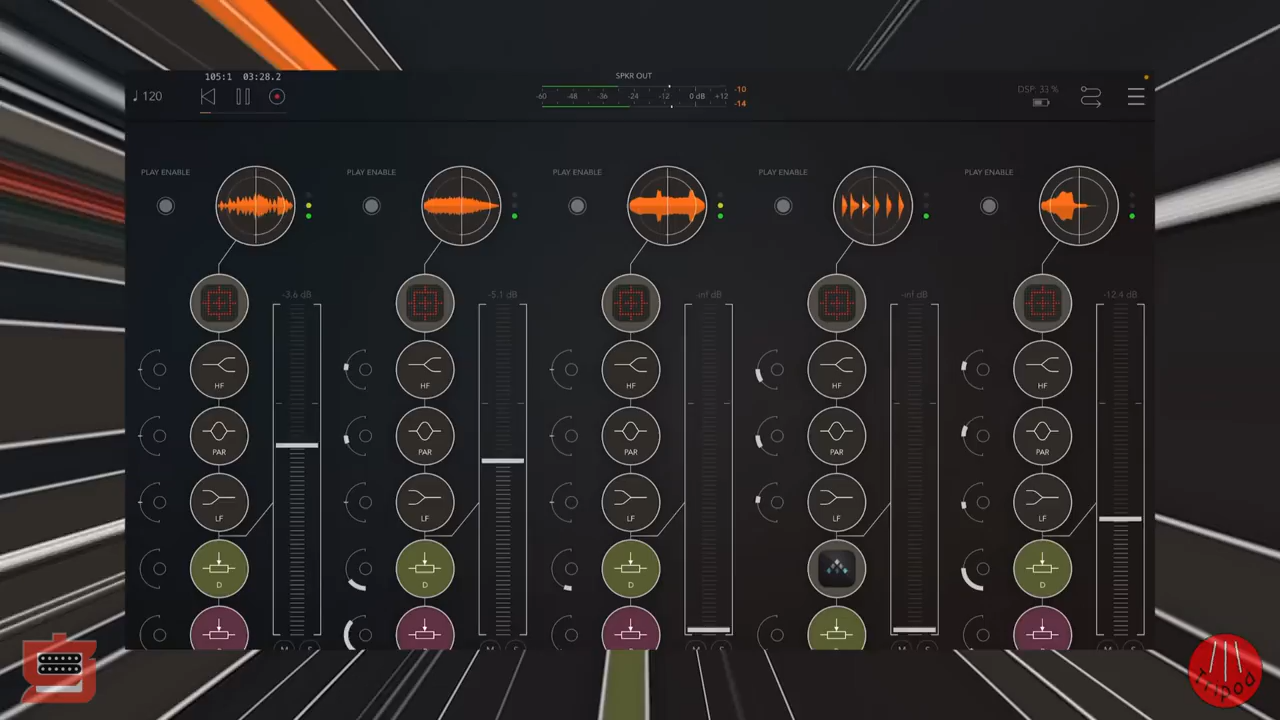 105:1 03:28.2
120
SPKR OUT
-60 -48 -36 -24 -12 0 dB +12
-10
-14
DSP: 33 %
PLAY ENABLE PLAY ENABLE PLAY ENABLE PLAY ENABLE PLAY ENABLE
-3.6 dB -5.1 dB -inf dB -inf dB -12.4 dB
HF HF HF HF HF
PAR PAR PAR PAR PAR
LF LF LF LF LF
D D D D
tripod